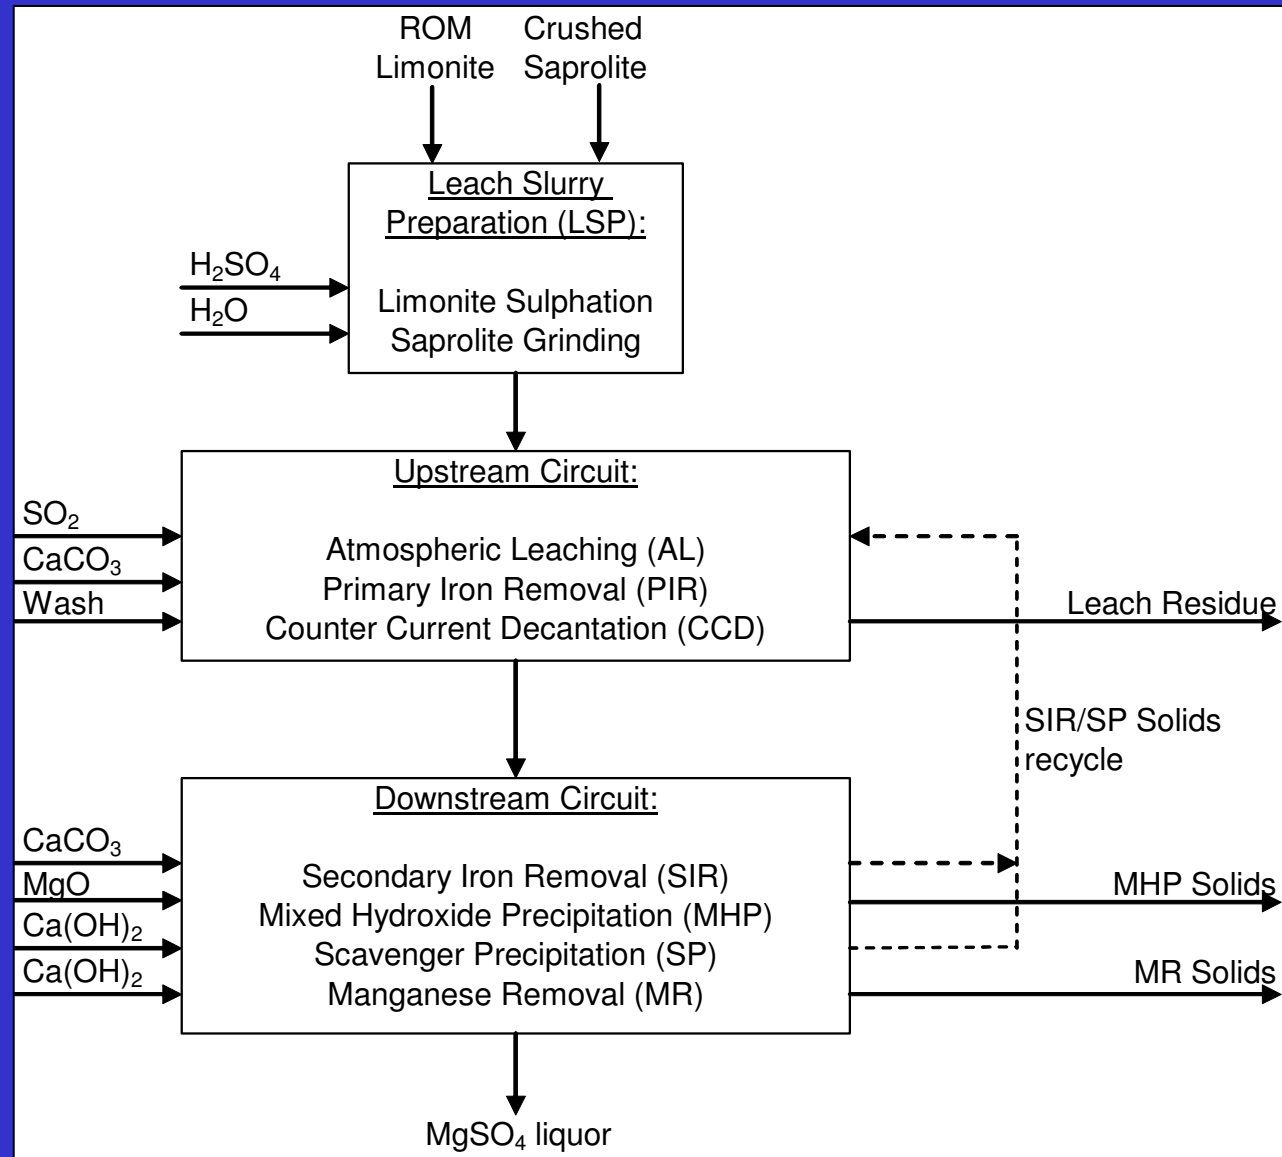 ROM Limonite
Crushed Saprolite
Leach Slurry
Preparation (LSP):
H₂SO₄
H₂O
Limonite Sulphation
Saprolite Grinding
Upstream Circuit:
SO₂
CaCO₃
Wash
Atmospheric Leaching (AL)
Primary Iron Removal (PIR)
Counter Current Decantation (CCD)
Leach Residue
SIR/SP Solids
recycle
Downstream Circuit:
CaCO₃
MgO
Ca(OH)₂
Ca(OH)₂
Secondary Iron Removal (SIR)
Mixed Hydroxide Precipitation (MHP)
Scavenger Precipitation (SP)
Manganese Removal (MR)
MHP Solids
MR Solids
MgSO₄ liquor